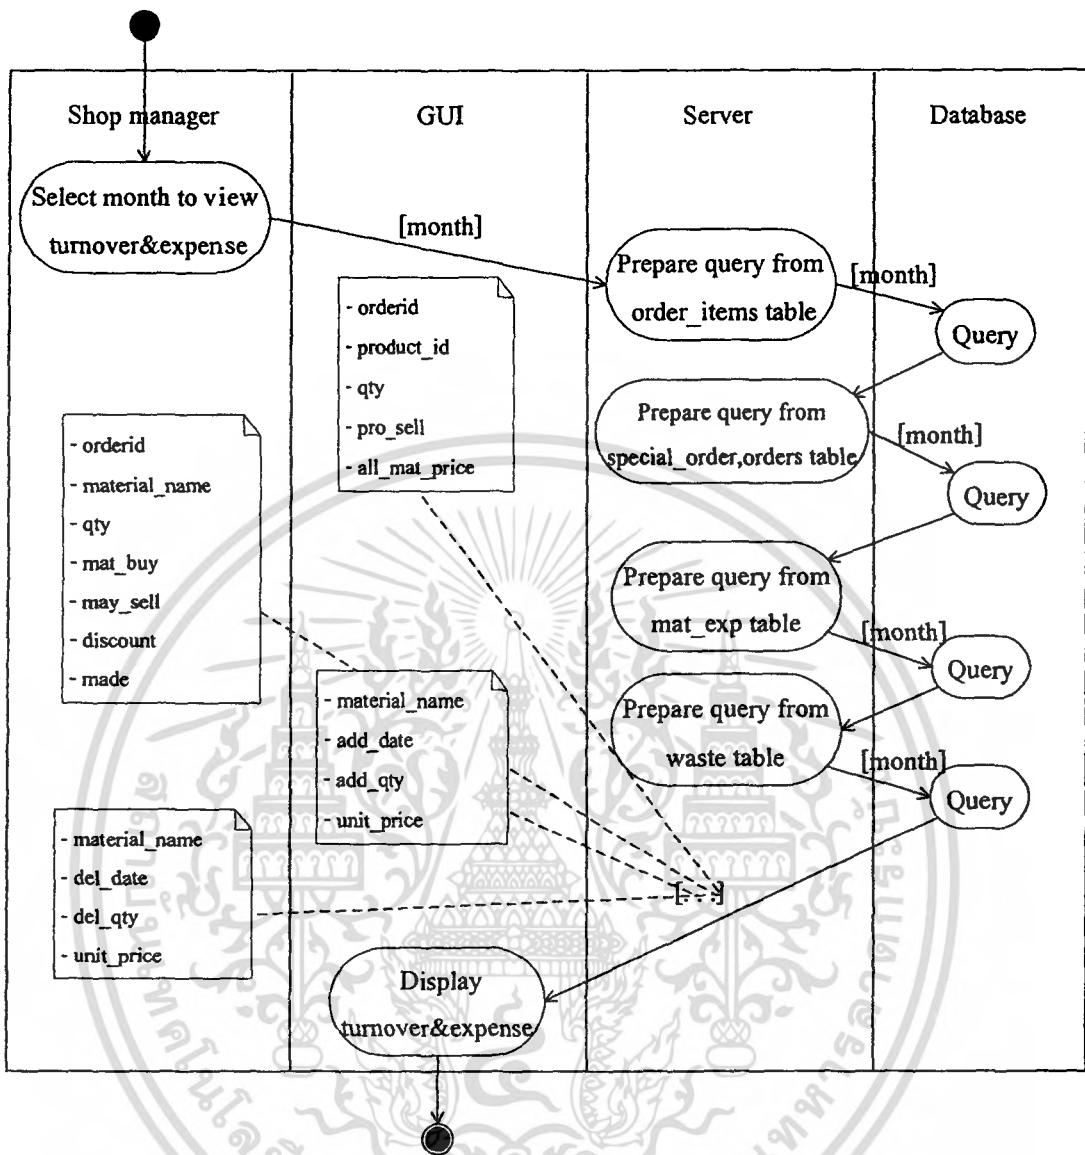 Shop manager
GUI
Server
Database
Select month to view
turnover&expense
[month]
Prepare query from
order_items table
[month]
Query
- orderid
- product_id
- qty
- pro_sell
- all_mat_price
Prepare query from
special_order,orders table
[month]
Query
- orderid
- material_name
- qty
- mat_buy
- may_sell
- discount
- made
Prepare query from
mat_exp table
[month]
Query
- material_name
- add_date
- add_qty
- unit_price
Prepare query from
waste table
[month]
Query
- material_name
- del_date
- del_qty
- unit_price
[...]
Display
turnover&expense